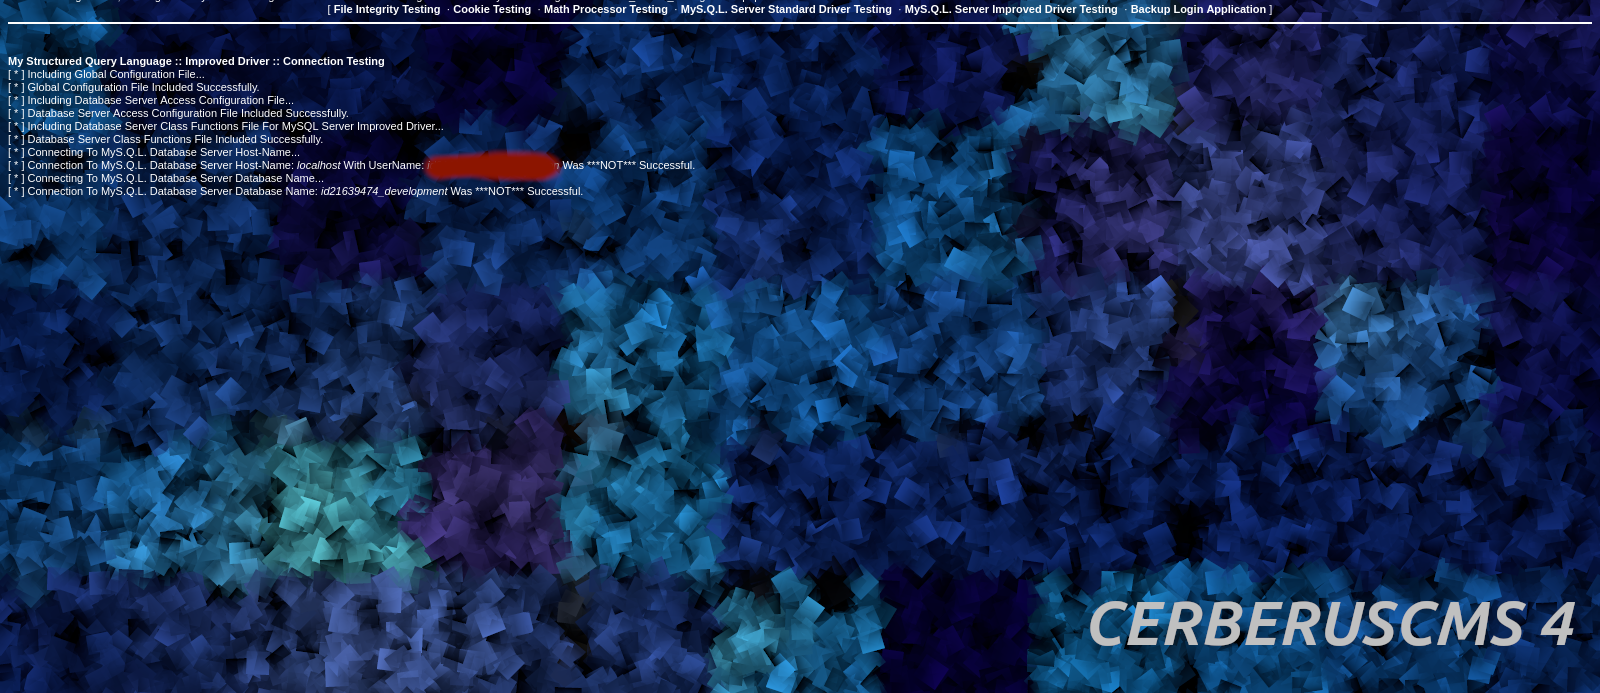 [ File Integrity Testing · Cookie Testing · Math Processor Testing · MyS.Q.L. Server Standard Driver Testing · MyS.Q.L. Server Improved Driver Testing · Backup Login Application ]
My Structured Query Language :: Improved Driver :: Connection Testing
[ * ] Including Global Configuration File...
[ * ] Global Configuration File Included Successfully.
[ * ] Including Database Server Access Configuration File...
[ * ] Database Server Access Configuration File Included Successfully.
[ * ] Including Database Server Class Functions File For MySQL Server Improved Driver...
[ * ] Database Server Class Functions File Included Successfully.
[ * ] Connecting To MyS.Q.L. Database Server Host-Name...
[ * ] Connection To MyS.Q.L. Database Server Host-Name: localhost With UserName: Was ***NOT*** Successful.
[ * ] Connecting To MyS.Q.L. Database Server Database Name...
[ * ] Connection To MyS.Q.L. Database Server Database Name: id21639474_development Was ***NOT*** Successful.
CERBERUSCMS 4